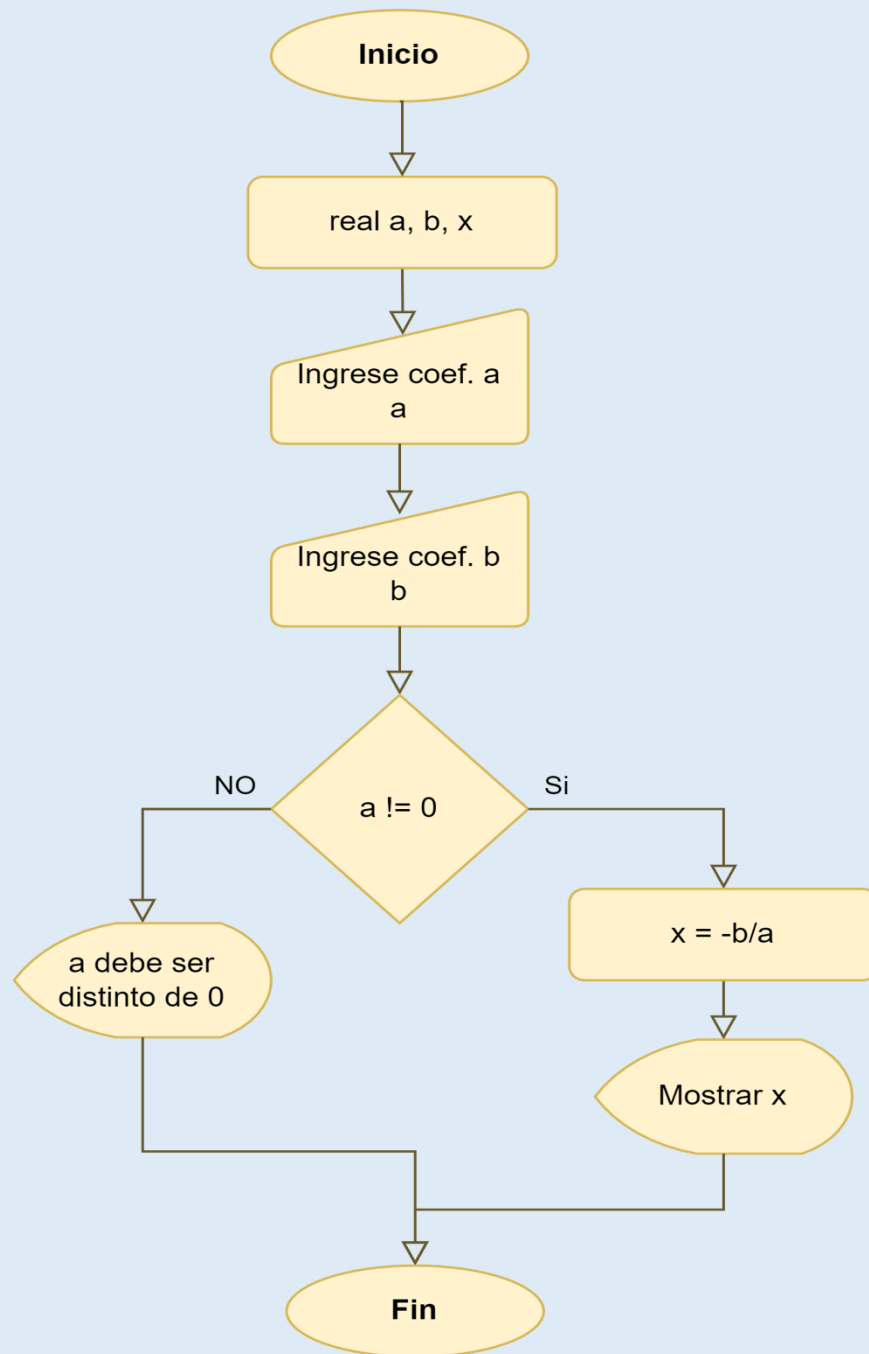 Inicio
real a, b, x
Ingrese coef. a
a
Ingrese coef. b
b
NO
Si
a != 0
a debe ser
distinto de 0
x = -b/a
Mostrar x
Fin